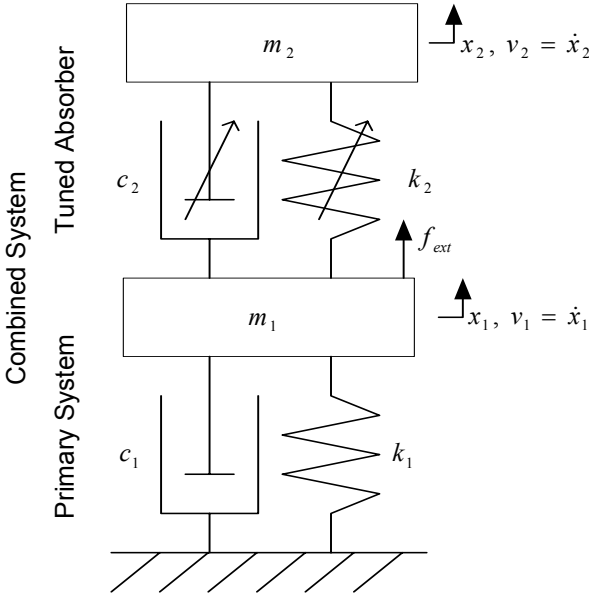 m₂
x₂, v₂ = ẋ₂
Tuned Absorber
c₂
k₂
f_ext
Combined System
m₁
x₁, v₁ = ẋ₁
Primary System
c₁
k₁